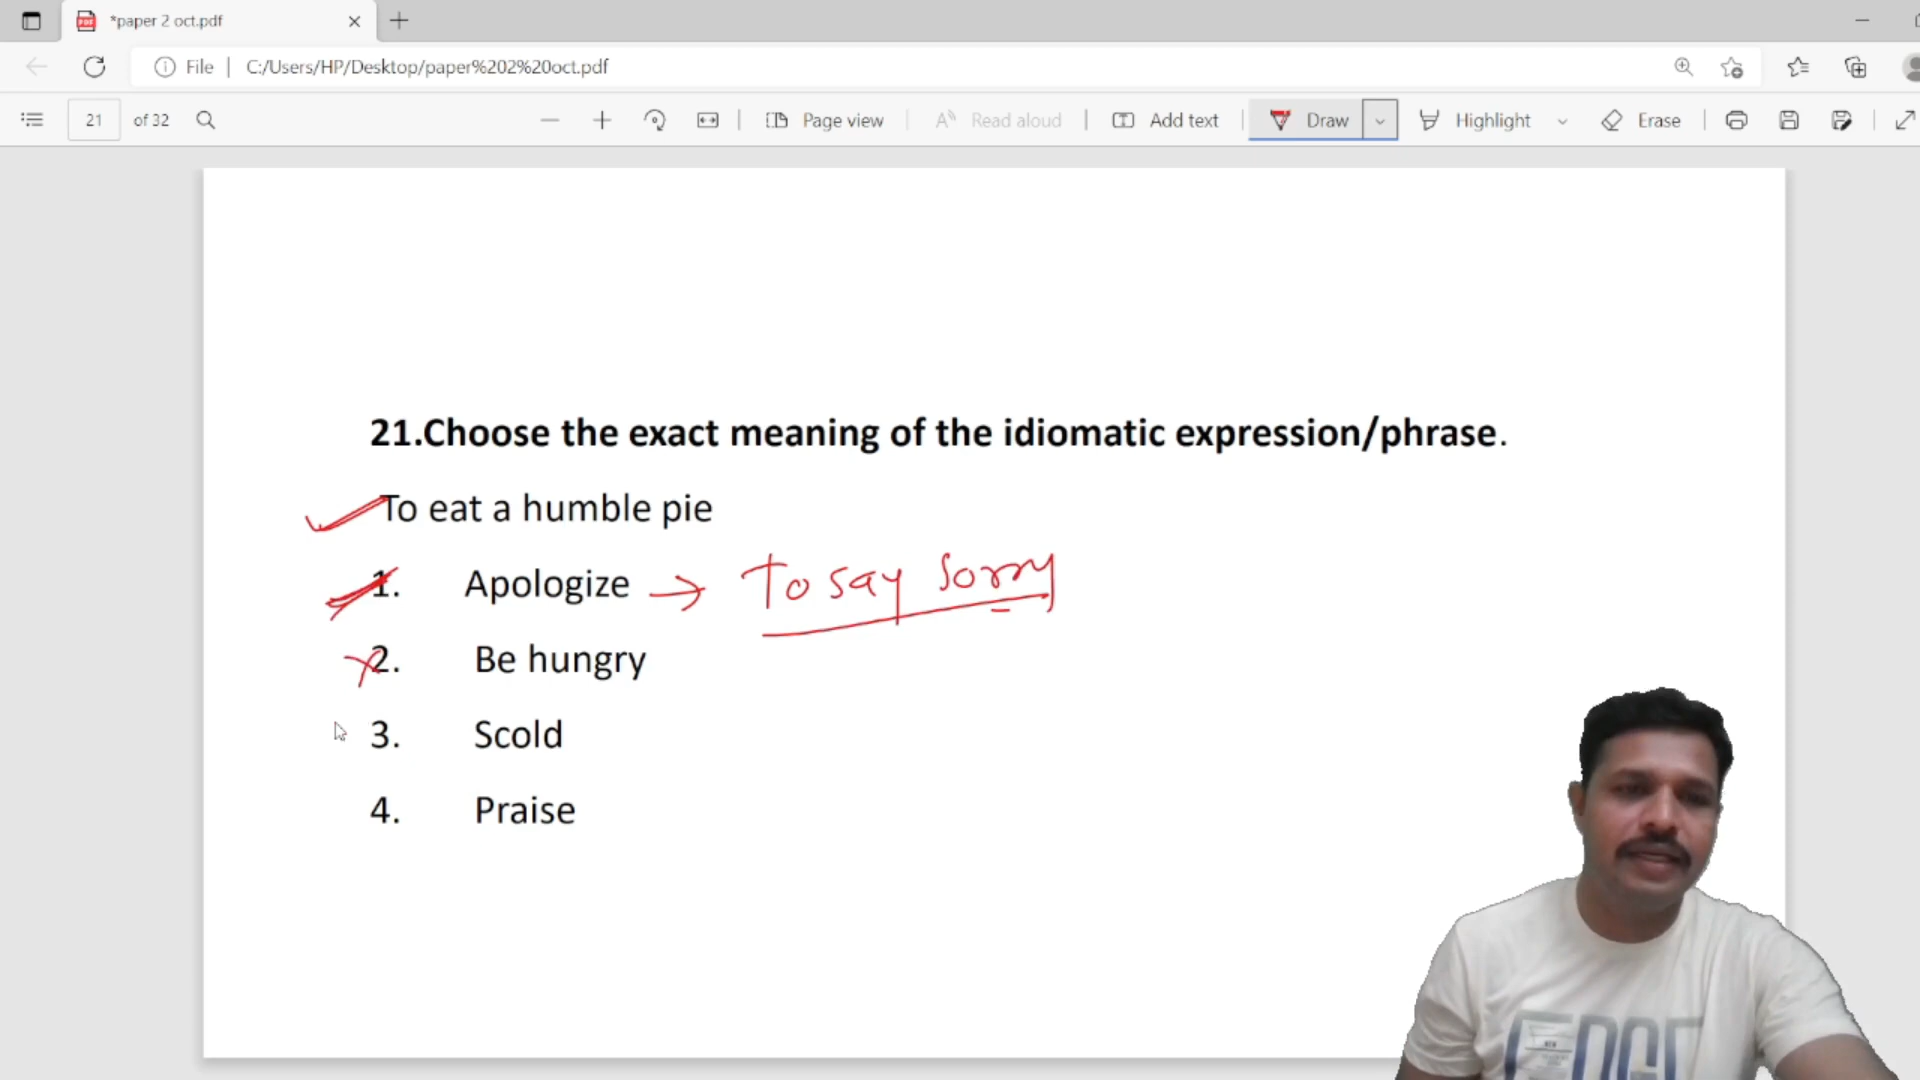 *paper 2 oct.pdf
File | C:/Users/HP/Desktop/paper%202%20oct.pdf
21 of 32 Page view Read aloud Add text Draw Highlight Erase
21.Choose the exact meaning of the idiomatic expression/phrase.
To eat a humble pie
1. Apologize → To say sorry
2. Be hungry
3. Scold
4. Praise